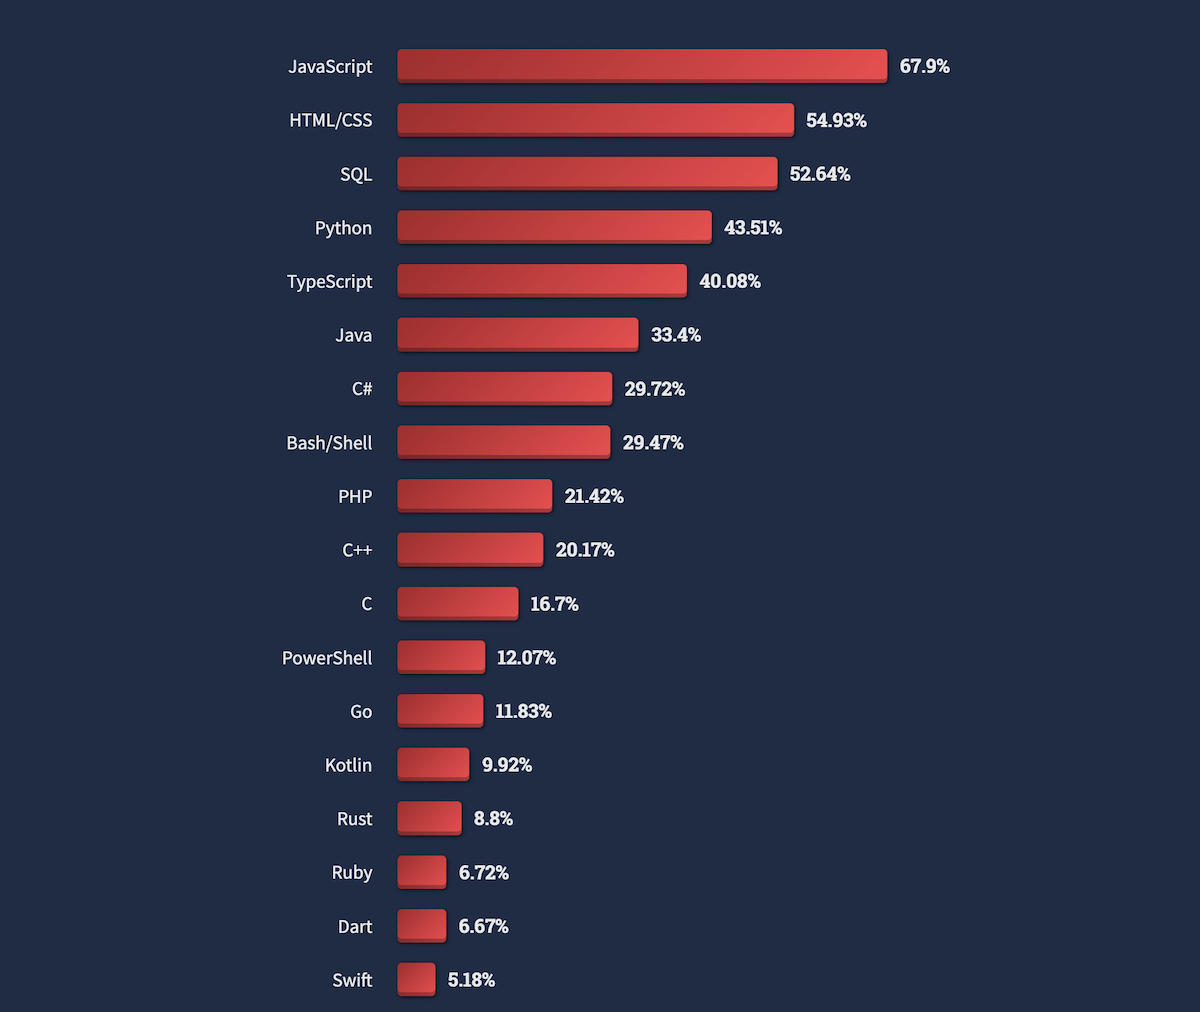 JavaScript 67.9%
HTML/CSS 54.93%
SQL 52.64%
Python 43.51%
TypeScript 40.08%
Java 33.4%
C# 29.72%
Bash/Shell 29.47%
PHP 21.42%
C++ 20.17%
C 16.7%
PowerShell 12.07%
Go 11.83%
Kotlin 9.92%
Rust 8.8%
Ruby 6.72%
Dart 6.67%
Swift 5.18%